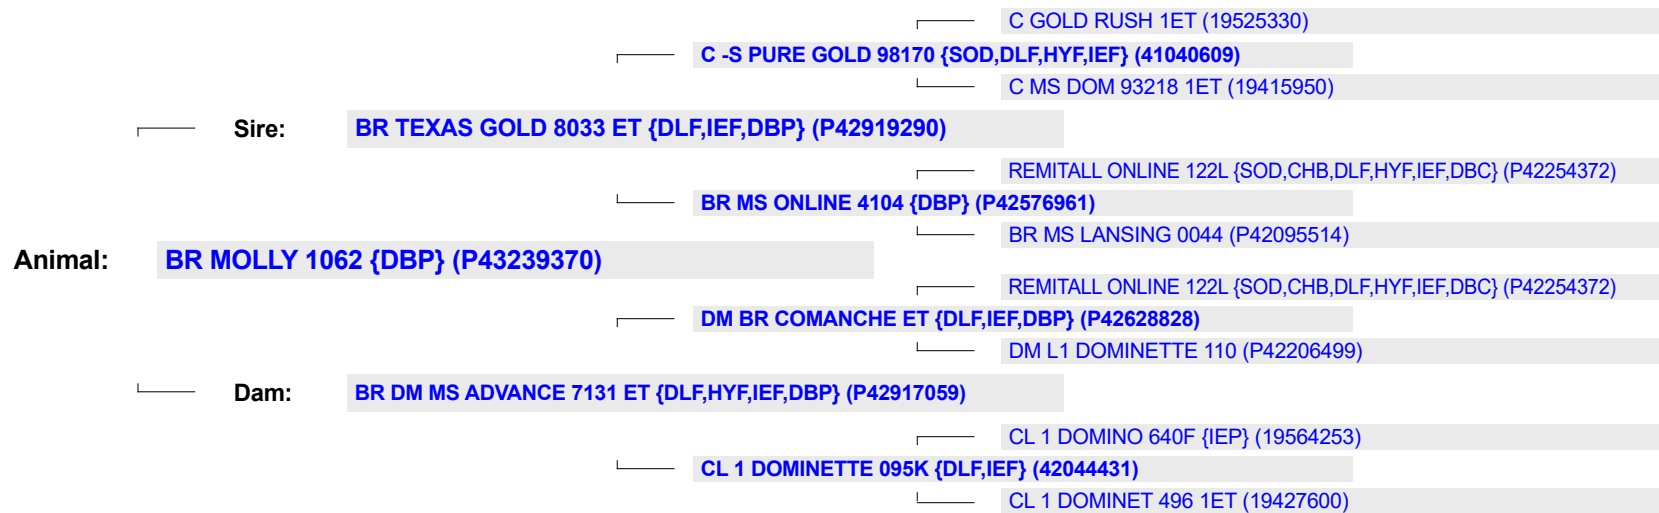 C GOLD RUSH 1ET (19525330)
C -S PURE GOLD 98170 {SOD,DLF,HYF,IEF} (41040609)
C MS DOM 93218 1ET (19415950)
Sire: BR TEXAS GOLD 8033 ET {DLF,IEF,DBP} (P42919290)
REMITALL ONLINE 122L {SOD,CHB,DLF,HYF,IEF,DBC} (P42254372)
BR MS ONLINE 4104 {DBP} (P42576961)
BR MS LANSING 0044 (P42095514)
Animal: BR MOLLY 1062 {DBP} (P43239370)
REMITALL ONLINE 122L {SOD,CHB,DLF,HYF,IEF,DBC} (P42254372)
DM BR COMANCHE ET {DLF,IEF,DBP} (P42628828)
DM L1 DOMINETTE 110 (P42206499)
Dam: BR DM MS ADVANCE 7131 ET {DLF,HYF,IEF,DBP} (P42917059)
CL 1 DOMINO 640F {IEP} (19564253)
CL 1 DOMINETTE 095K {DLF,IEF} (42044431)
CL 1 DOMINET 496 1ET (19427600)